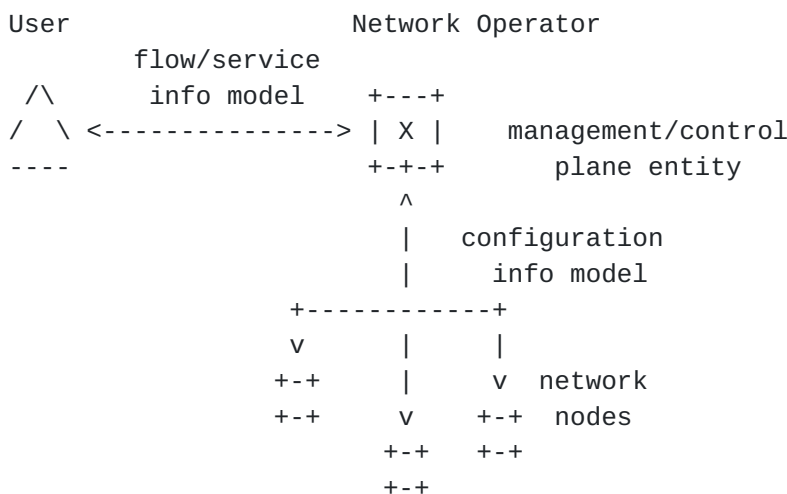 User                  Network Operator
        flow/service
 /\      info model    +---+
/  \ <---------------> | X |    management/control
----                   +-+-+       plane entity
                         ^
                         |   configuration
                         |     info model
                  +------------+
                  v      |     |
                 +-+     |     v  network
                 +-+     v    +-+  nodes
                        +-+   +-+
                        +-+